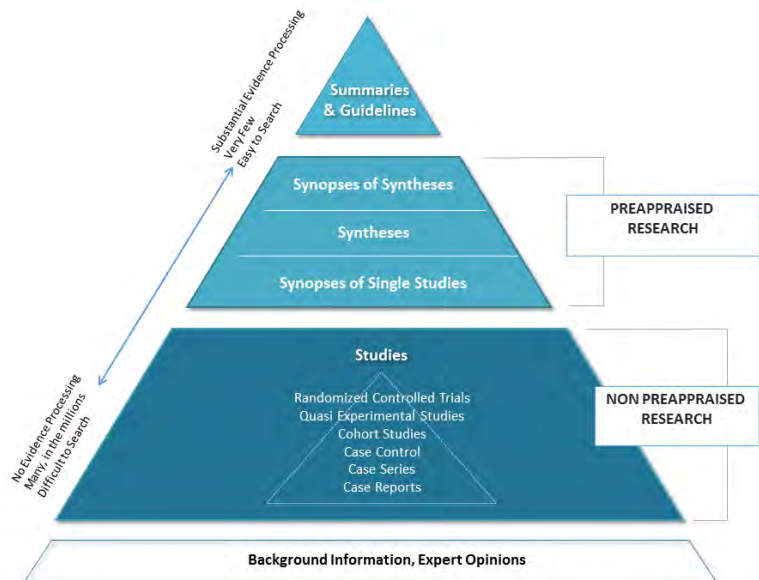 Substantial Evidence Processing
Very Few
Easy to Search
Summaries
& Guidelines
Synopses of Syntheses
Syntheses
Synopses of Single Studies
PREAPPRAISED
RESEARCH
Studies
Randomized Controlled Trials
Quasi Experimental Studies
Cohort Studies
Case Control
Case Series
Case Reports
NON PREAPPRAISED
RESEARCH
No Evidence Processing
Many, in the millions
Difficult to Search
Background Information, Expert Opinions